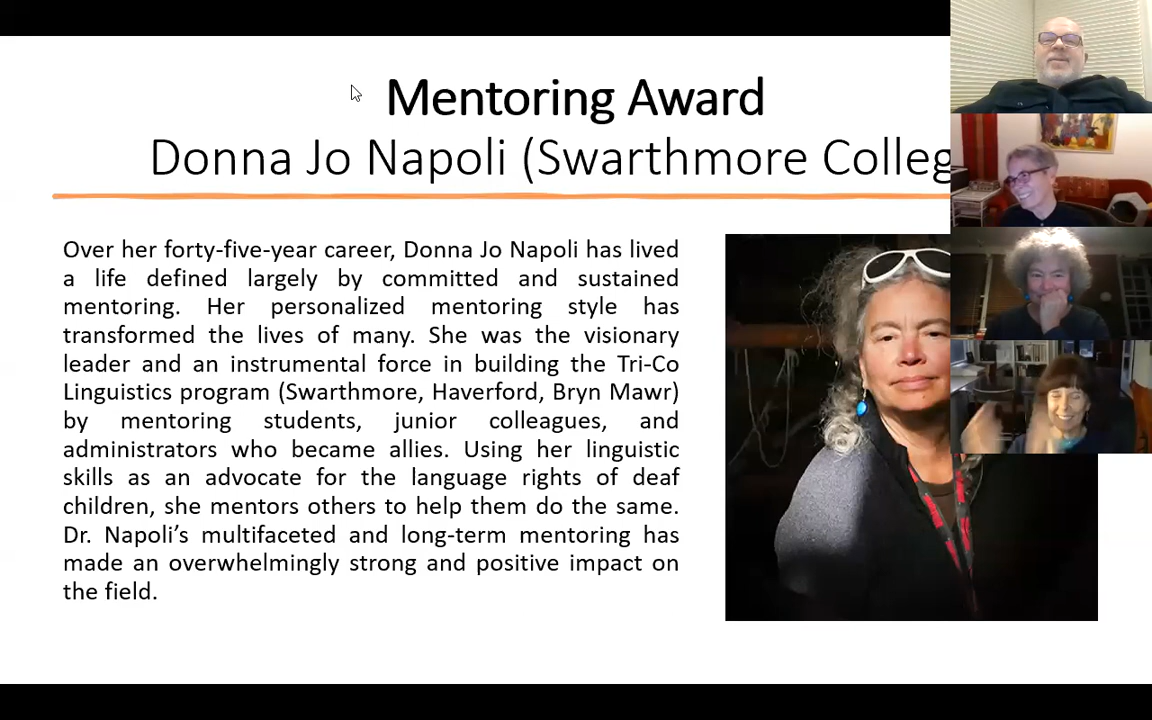 Mentoring Award
Donna Jo Napoli (Swarthmore Colleg
Over her forty-five-year career, Donna Jo Napoli has lived
a life defined largely by committed and sustained
mentoring. Her personalized mentoring style has
transformed the lives of many. She was the visionary
leader and an instrumental force in building the Tri-Co
Linguistics program (Swarthmore, Haverford, Bryn Mawr)
by mentoring students, junior colleagues, and
administrators who became allies. Using her linguistic
skills as an advocate for the language rights of deaf
children, she mentors others to help them do the same.
Dr. Napoli’s multifaceted and long-term mentoring has
made an overwhelmingly strong and positive impact on
the field.